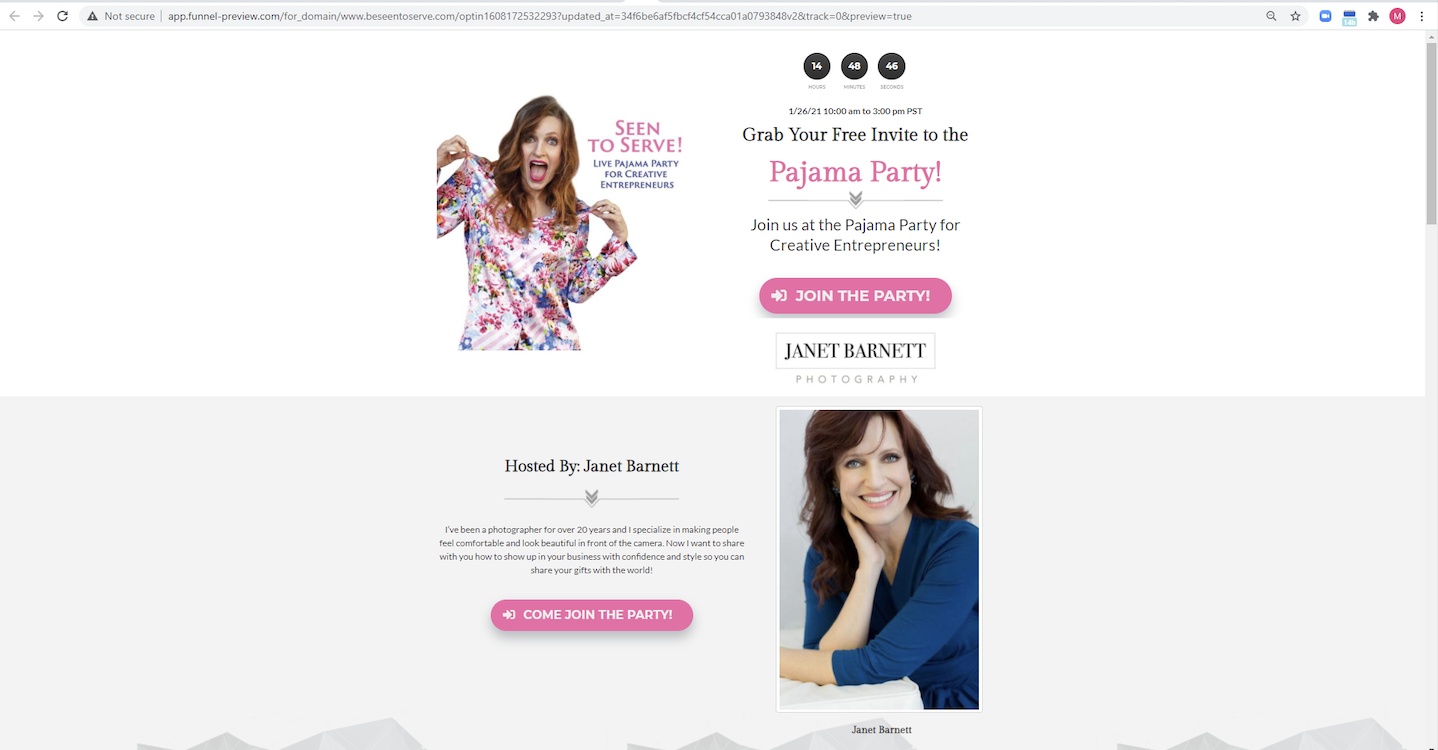 Not secure
app.funnel-preview.com/for_domain/www.beseentoserve.com/optin1608172532293?updated_at=34f6be6af5fbcf4cf54cca01a0793848v2&track=0&preview=true
M
14 48 46
HOURS MINUTES SECONDS
1/26/21 10:00 am to 3:00 pm PST
Grab Your Free Invite to the
Pajama Party!
Join us at the Pajama Party for
Creative Entrepreneurs!
JOIN THE PARTY!
JANET BARNETT
PHOTOGRAPHY
SEEN
TO SERVE!
LIVE PAJAMA PARTY
FOR CREATIVE
ENTREPRENEURS
Hosted By: Janet Barnett
I've been a photographer for over 20 years and I specialize in making people
feel comfortable and look beautiful in front of the camera. Now I want to share
with you how to show up in your business with confidence and style so you can
share your gifts with the world!
COME JOIN THE PARTY!
Janet Barnett